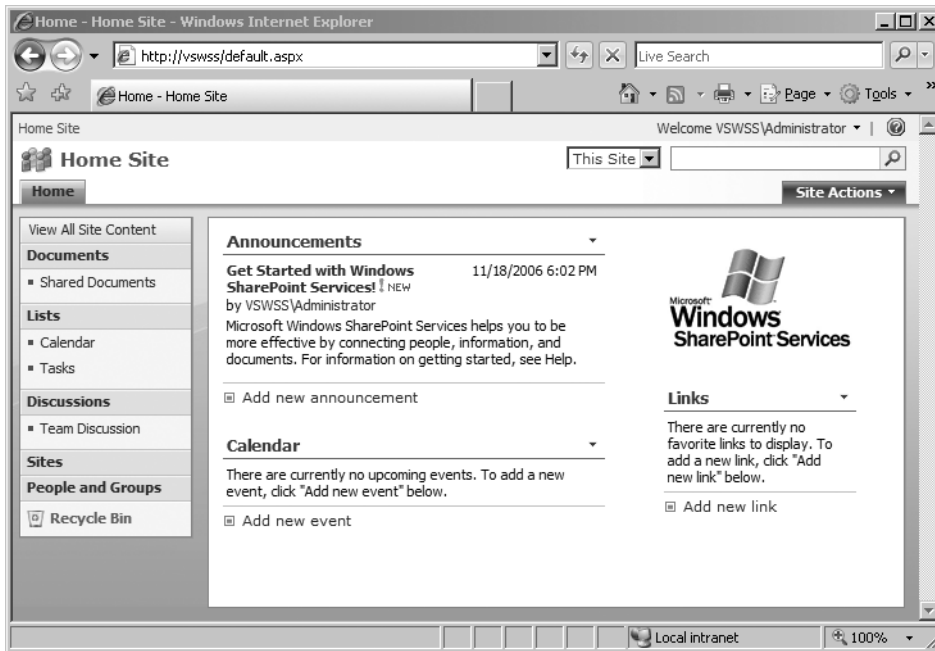 Home - Home Site - Windows Internet Explorer
http://vswss/default.aspx
Live Search
Home - Home Site
Page
Tools
»
Home Site
Welcome VSWSS\Administrator
|
Home Site
This Site
Home
Site Actions
View All Site Content
Documents
Shared Documents
Lists
Calendar
Tasks
Discussions
Team Discussion
Sites
People and Groups
Recycle Bin
Announcements
Get Started with Windows
SharePoint Services! ! NEW
11/18/2006 6:02 PM
by VSWSS\Administrator
Microsoft Windows SharePoint Services helps you to be
more effective by connecting people, information, and
documents. For information on getting started, see Help.
Add new announcement
Calendar
There are currently no upcoming events. To add a new
event, click "Add new event" below.
Add new event
Microsoft
Windows
SharePoint Services
Links
There are currently no
favorite links to display. To
add a new link, click "Add
new link" below.
Add new link
Local intranet
100%